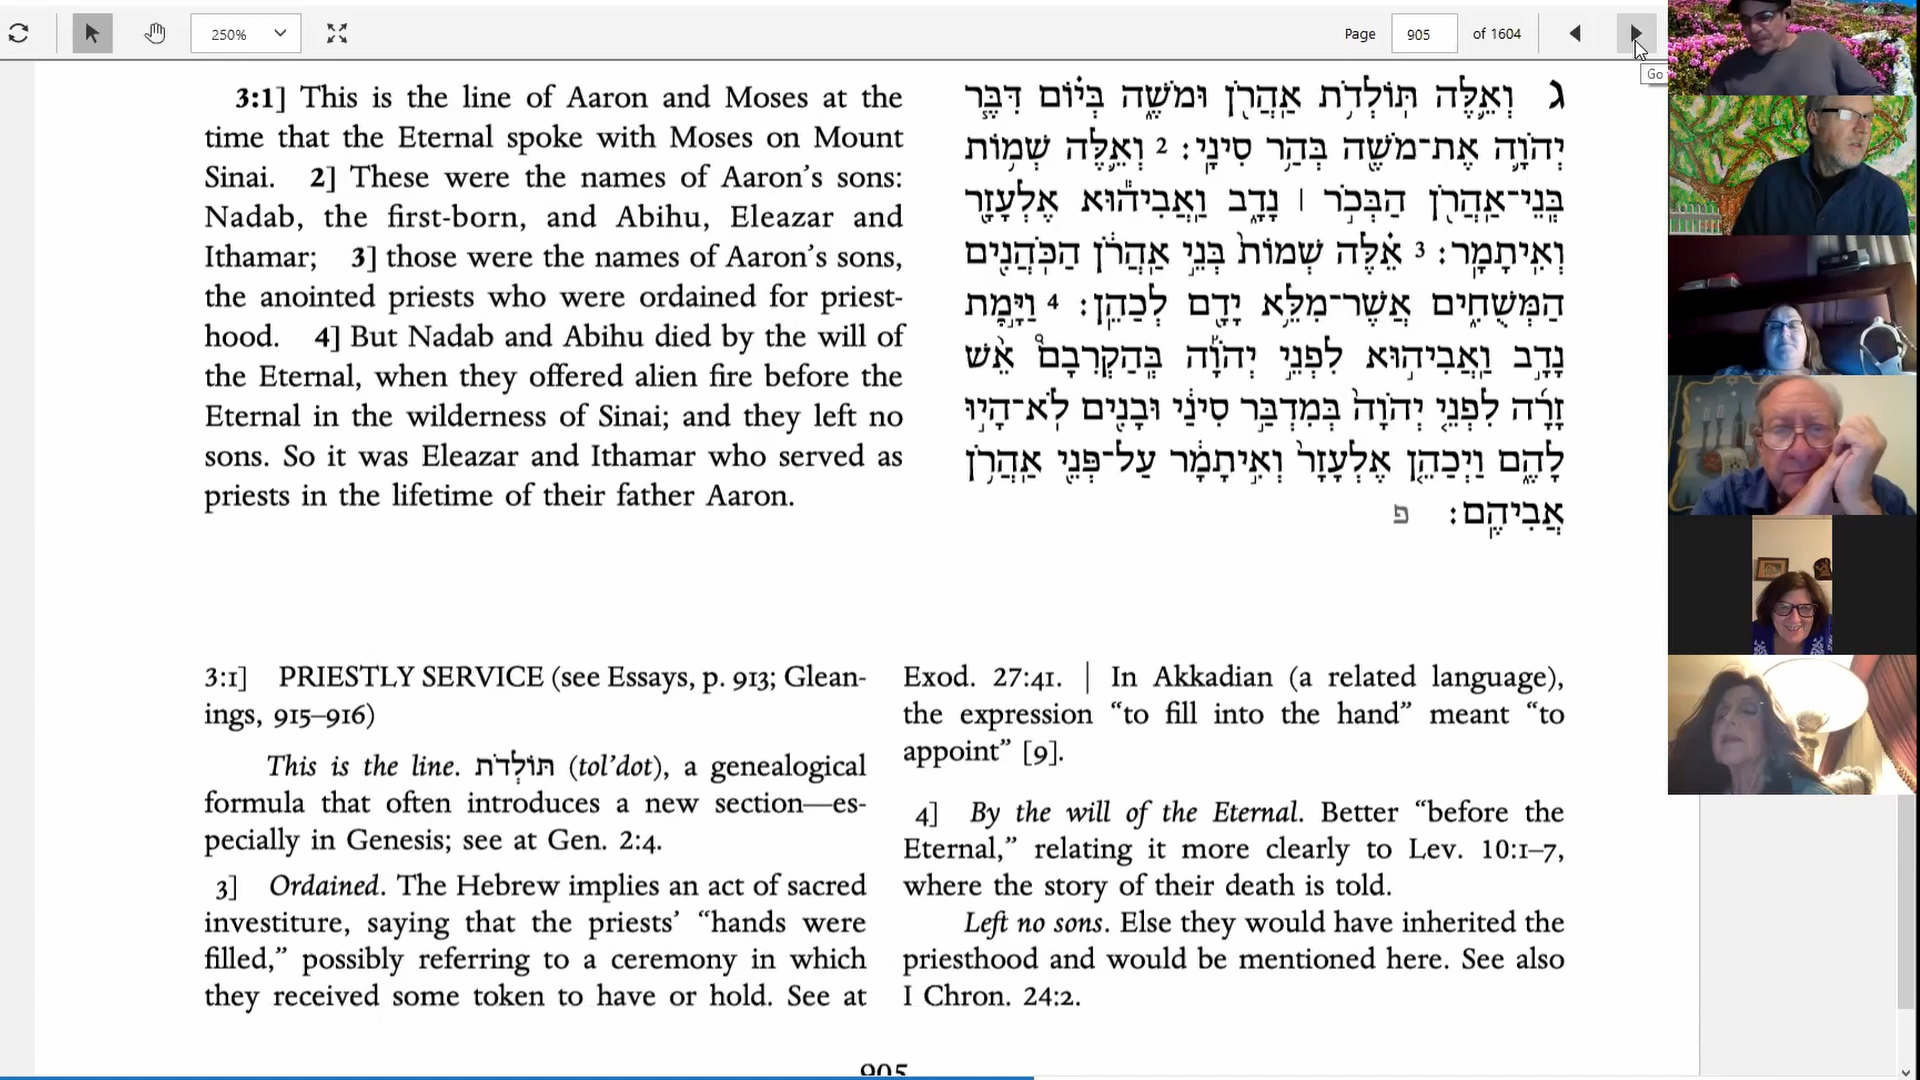 250%
Page 905 of 1604
Go
3:1] This is the line of Aaron and Moses at the
time that the Eternal spoke with Moses on Mount
Sinai. 2] These were the names of Aaron’s sons:
Nadab, the first-born, and Abihu, Eleazar and
Ithamar; 3] those were the names of Aaron’s sons,
the anointed priests who were ordained for priest-
hood. 4] But Nadab and Abihu died by the will of
the Eternal, when they offered alien fire before the
Eternal in the wilderness of Sinai; and they left no
sons. So it was Eleazar and Ithamar who served as
priests in the lifetime of their father Aaron.
ג וְאֵ֛לֶּה תּוֹלְדֹ֥ת אַהֲרֹ֖ן וּמֹשֶׁ֑ה בְּי֗וֹם דִּבֶּ֧ר
יְהֹוָ֛ה אֶת־מֹשֶׁ֖ה בְּהַ֥ר סִינָֽי׃ 2 וְאֵ֛לֶּה שְׁמ֥וֹת
בְּנֵֽי־אַהֲרֹ֖ן הַבְּכֹ֣ר ׀ נָדָ֑ב וַאֲבִיה֕וּא אֶלְעָזָ֖ר
וְאִיתָמָֽר׃ 3 אֵ֗לֶּה שְׁמוֹת֙ בְּנֵ֣י אַהֲרֹ֔ן הַכֹּהֲנִ֖ים
הַמְּשֻׁחִ֑ים אֲשֶׁר־מִלֵּ֥א יָדָ֖ם לְכַהֵֽן׃ 4 וַיָּ֣מׇת
נָדָ֣ב וַאֲבִיה֣וּא לִפְנֵ֣י יְהֹוָ֡ה בְּֽהַקְרִבָם֩ אֵ֨שׁ
זָרָ֜ה לִפְנֵ֤י יְהֹוָה֙ בְּמִדְבַּ֣ר סִינַ֔י וּבָנִ֖ים לֹא־הָי֣וּ
לָהֶ֑ם וַיְכַהֵ֤ן אֶלְעָזָר֙ וְאִ֣יתָמָ֔ר עַל־פְּנֵ֖י אַהֲרֹ֥ן
אֲבִיהֶֽם׃ פ
3:1] PRIESTLY SERVICE (see Essays, p. 913; Glean-
ings, 915–916)
This is the line. תּוֹלְדֹת (tol’dot), a genealogical
formula that often introduces a new section—es-
pecially in Genesis; see at Gen. 2:4.
3] Ordained. The Hebrew implies an act of sacred
investiture, saying that the priests’ “hands were
filled,” possibly referring to a ceremony in which
they received some token to have or hold. See at
Exod. 27:41. | In Akkadian (a related language),
the expression “to fill into the hand” meant “to
appoint” [9].
4] By the will of the Eternal. Better “before the
Eternal,” relating it more clearly to Lev. 10:1–7,
where the story of their death is told.
Left no sons. Else they would have inherited the
priesthood and would be mentioned here. See also
I Chron. 24:2.
905